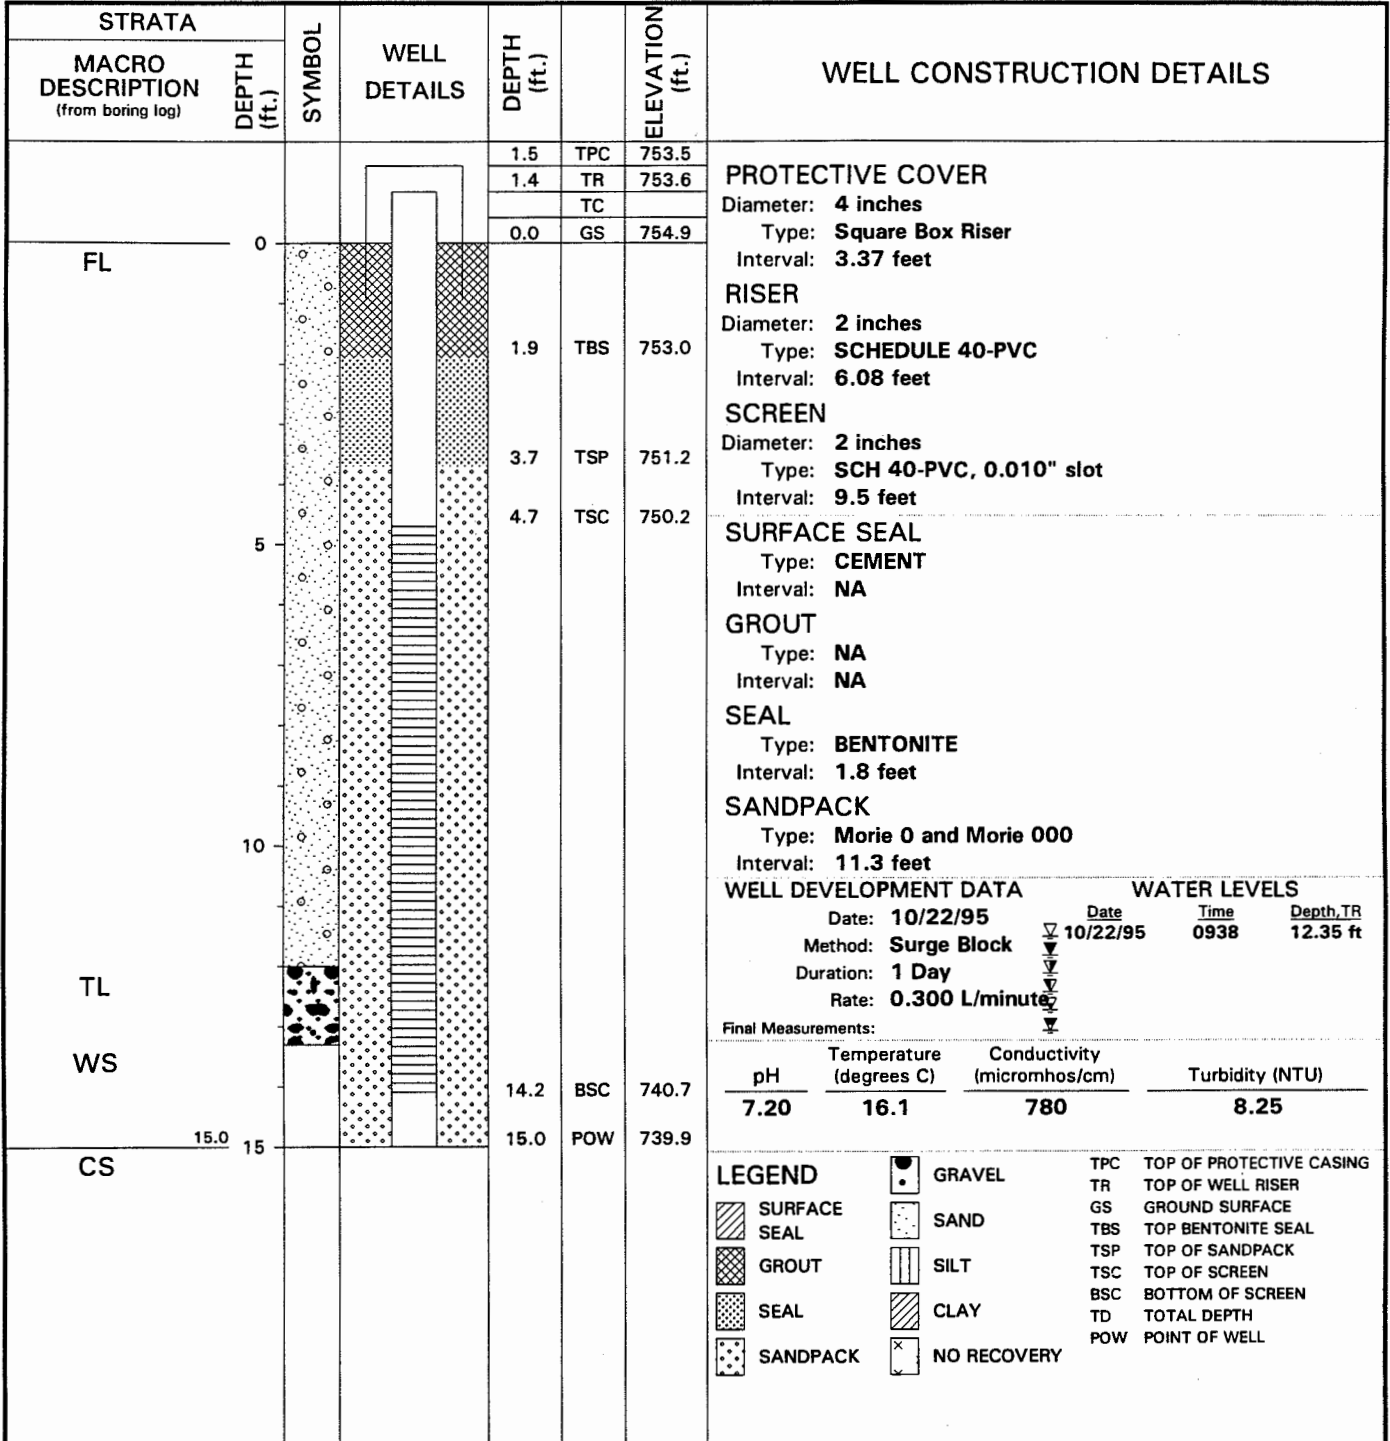 STRATA
MACRO
DESCRIPTION
(from boring log)
DEPTH
(ft.)
SYMBOL
WELL
DETAILS
DEPTH
(ft.)
ELEVATION
(ft.)
WELL CONSTRUCTION DETAILS
1.5 TPC 753.5
1.4 TR 753.6
TC
0.0 GS 754.9
0
FL
1.9 TBS 753.0
3.7 TSP 751.2
4.7 TSC 750.2
5
10
TL
WS
14.2 BSC 740.7
15.0 15
15.0 POW 739.9
CS
PROTECTIVE COVER
Diameter: 4 inches
Type: Square Box Riser
Interval: 3.37 feet
RISER
Diameter: 2 inches
Type: SCHEDULE 40-PVC
Interval: 6.08 feet
SCREEN
Diameter: 2 inches
Type: SCH 40-PVC, 0.010" slot
Interval: 9.5 feet
SURFACE SEAL
Type: CEMENT
Interval: NA
GROUT
Type: NA
Interval: NA
SEAL
Type: BENTONITE
Interval: 1.8 feet
SANDPACK
Type: Morie 0 and Morie 000
Interval: 11.3 feet
WELL DEVELOPMENT DATA
Date: 10/22/95
Method: Surge Block
Duration: 1 Day
Rate: 0.300 L/minute
Final Measurements:
WATER LEVELS
Date Time Depth,TR
10/22/95 0938 12.35 ft
pH Temperature (degrees C) Conductivity (micromhos/cm) Turbidity (NTU)
7.20 16.1 780 8.25
LEGEND
SURFACE
SEAL
GROUT
SEAL
SANDPACK
GRAVEL
SAND
SILT
CLAY
NO RECOVERY
TPC TOP OF PROTECTIVE CASING
TR TOP OF WELL RISER
GS GROUND SURFACE
TBS TOP BENTONITE SEAL
TSP TOP OF SANDPACK
TSC TOP OF SCREEN
BSC BOTTOM OF SCREEN
TD TOTAL DEPTH
POW POINT OF WELL